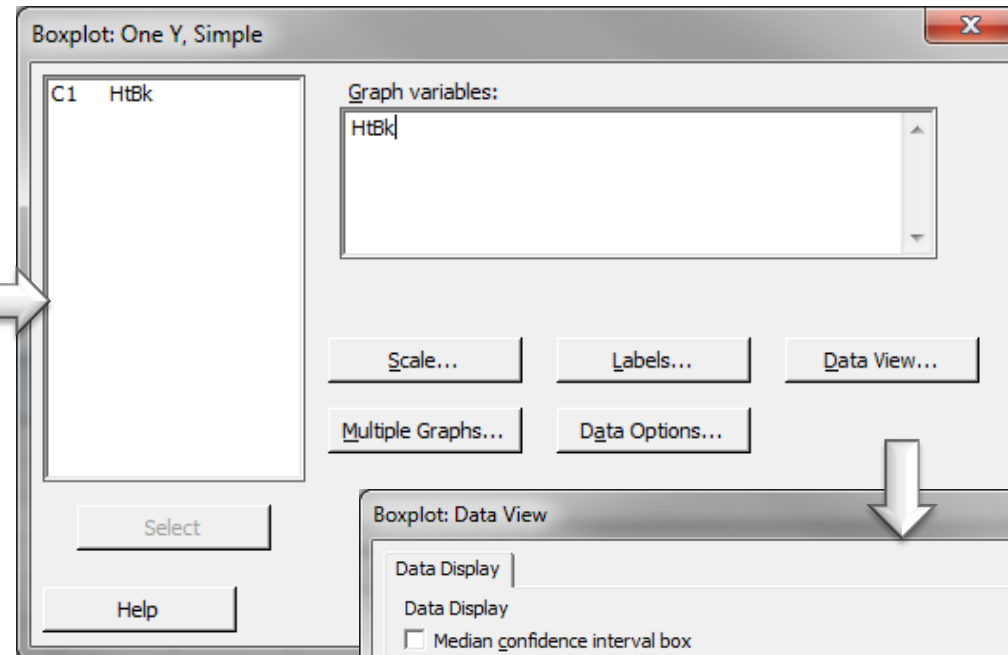 Boxplot: One Y, Simple
C1 HtBk
Graph variables:
HtBk
Scale...
Labels...
Data View...
Multiple Graphs...
Data Options...
Select
Help
Boxplot: Data View
Data Display
Data Display
Median confidence interval box